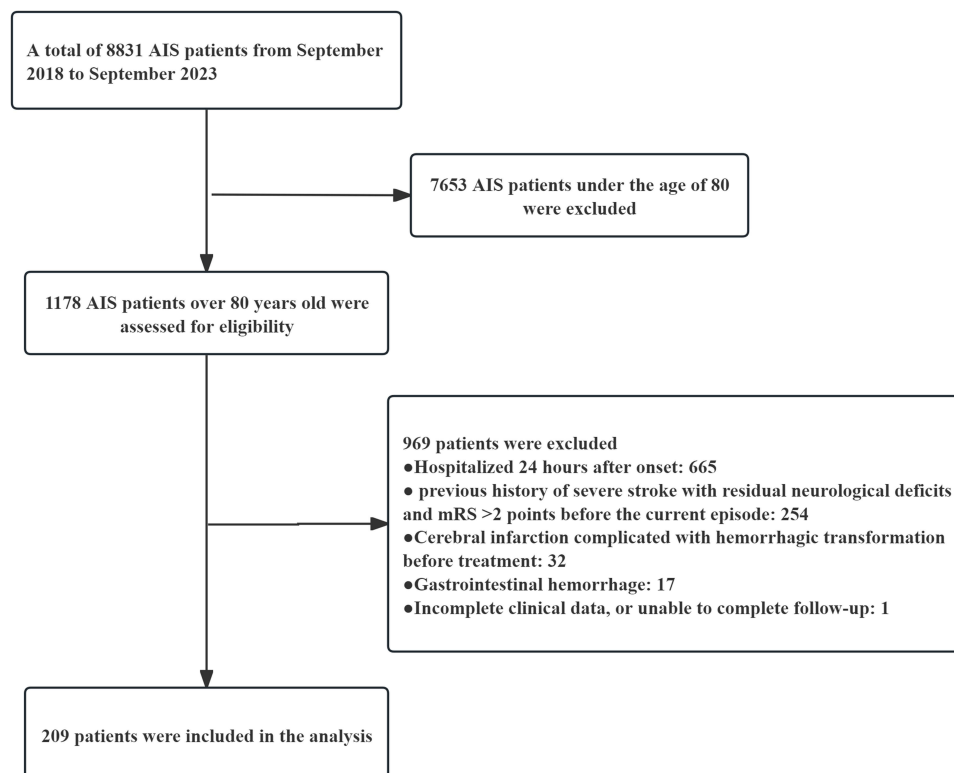 A total of 8831 AIS patients from September
2018 to September 2023
7653 AIS patients under the age of 80
were excluded
1178 AIS patients over 80 years old were
assessed for eligibility
969 patients were excluded
●Hospitalized 24 hours after onset: 665
● previous history of severe stroke with residual neurological deficits
and mRS >2 points before the current episode: 254
●Cerebral infarction complicated with hemorrhagic transformation
before treatment: 32
●Gastrointestinal hemorrhage: 17
●Incomplete clinical data, or unable to complete follow-up: 1
209 patients were included in the analysis